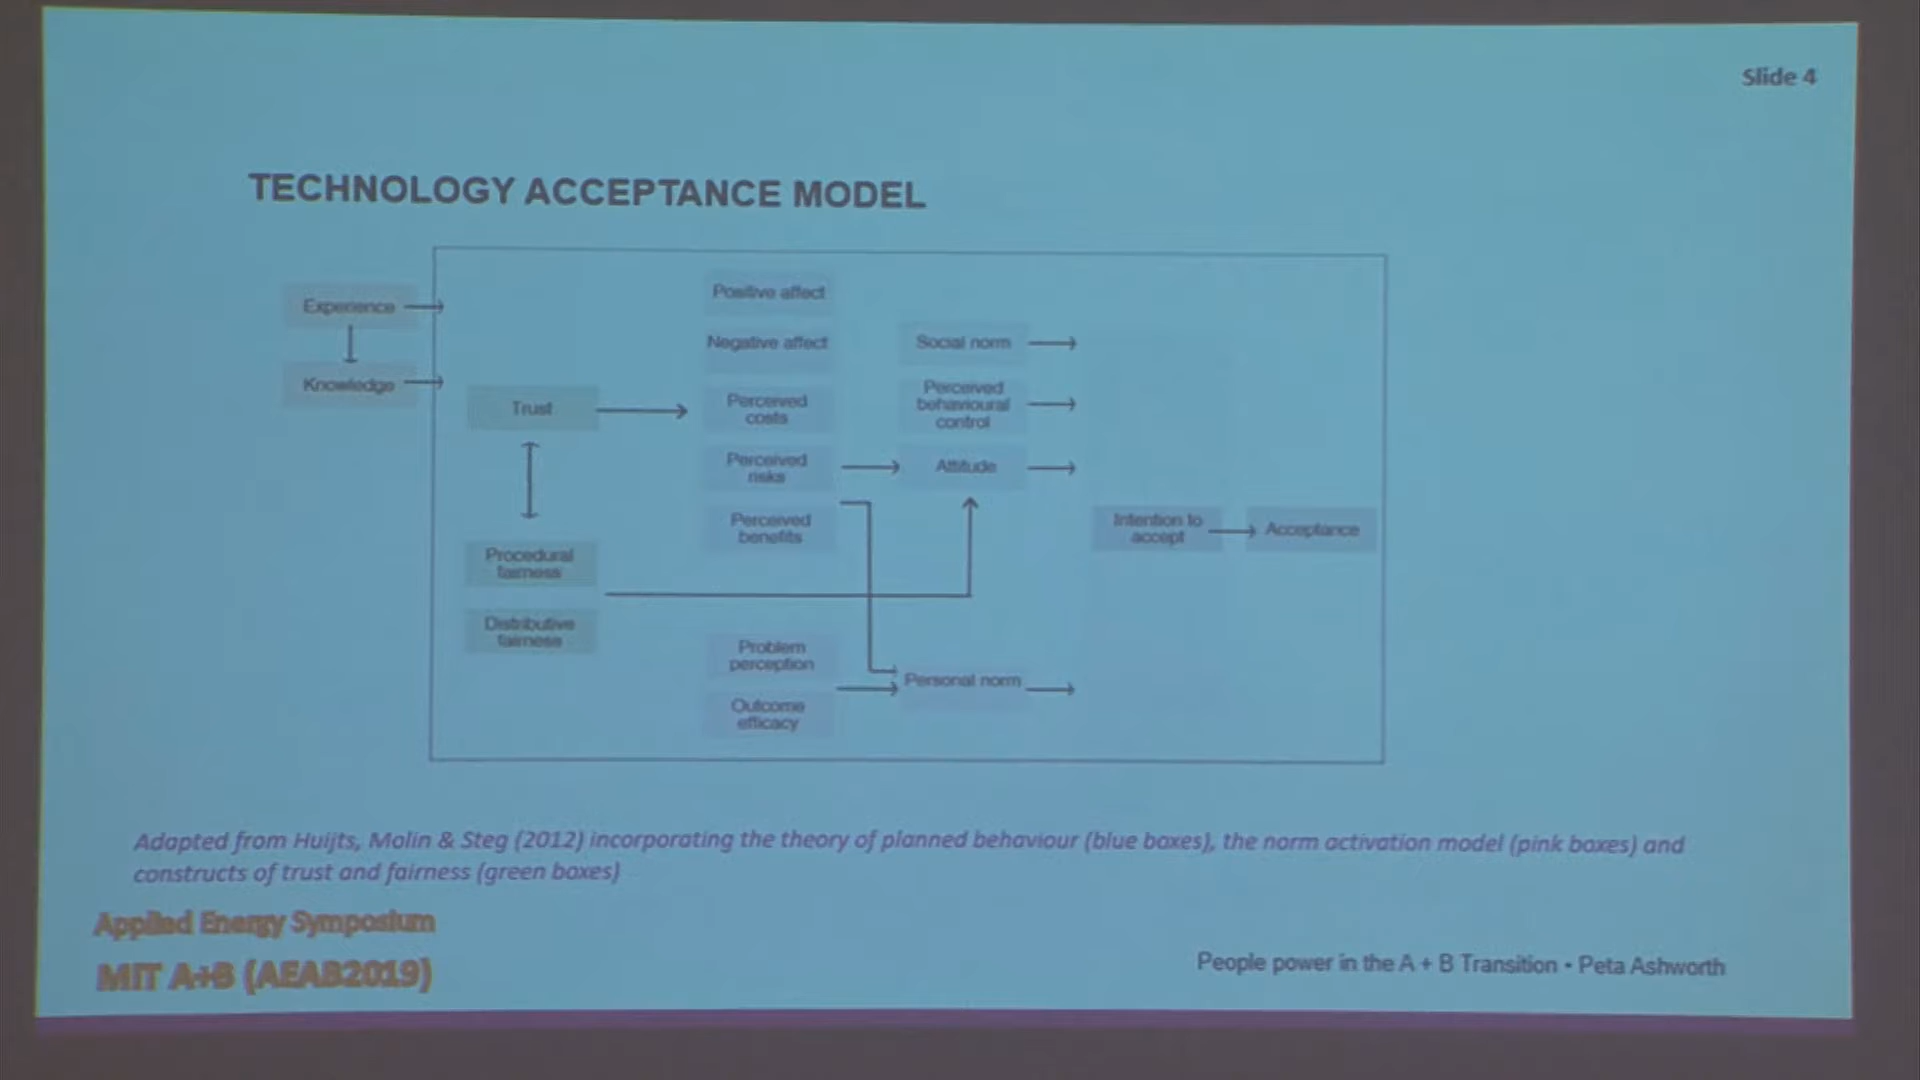 Slide 4
TECHNOLOGY ACCEPTANCE MODEL
Experience
Knowledge
Trust
Procedural
fairness
Distributive
fairness
Positive affect
Negative affect
Perceived
costs
Perceived
risks
Perceived
benefits
Problem
perception
Outcome
efficacy
Social norm
Perceived
behavioural
control
Attitude
Personal norm
Intention to
accept
Acceptance
Adapted from Huijts, Molin & Steg (2012) incorporating the theory of planned behaviour (blue boxes), the norm activation model (pink boxes) and
constructs of trust and fairness (green boxes)
Applied Energy Symposium
MIT A+B (AEAB2019)
People power in the A + B Transition • Peta Ashworth